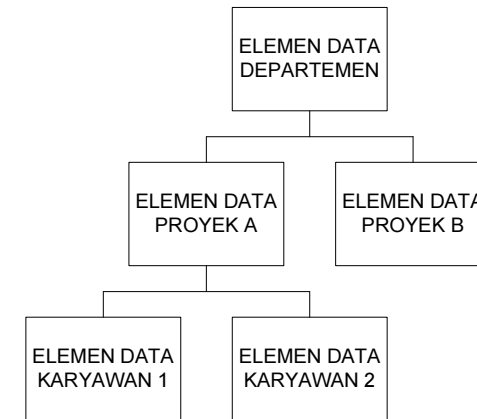 ELEMEN DATA
DEPARTEMEN
ELEMEN DATA
PROYEK A
ELEMEN DATA
PROYEK B
ELEMEN DATA
KARYAWAN 1
ELEMEN DATA
KARYAWAN 2